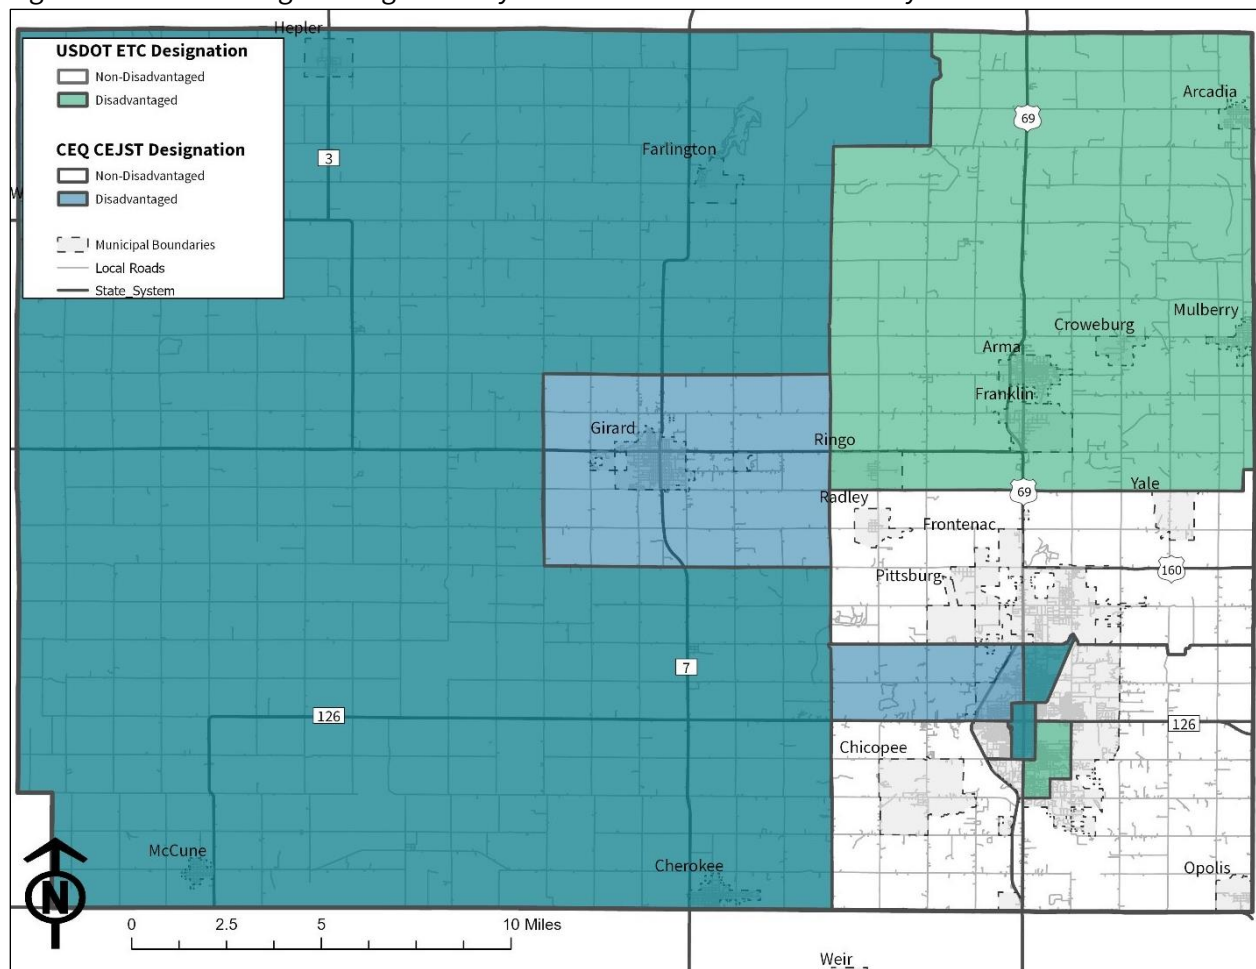 Hepler
USDOT ETC Designation
Non-Disadvantaged
Disadvantaged
CEQ CEJST Designation
Non-Disadvantaged
Disadvantaged
Municipal Boundaries
Local Roads
State_System
W
3
Farlington
69
Arcadia
Mulberry
Croweburg
Arma
Franklin
Girard
Ringo
Radley
69
Yale
Frontenac
Pittsburg
160
7
126
126
Chicopee
McCune
Cherokee
Opolis
N
0 2.5 5 10 Miles
Weir